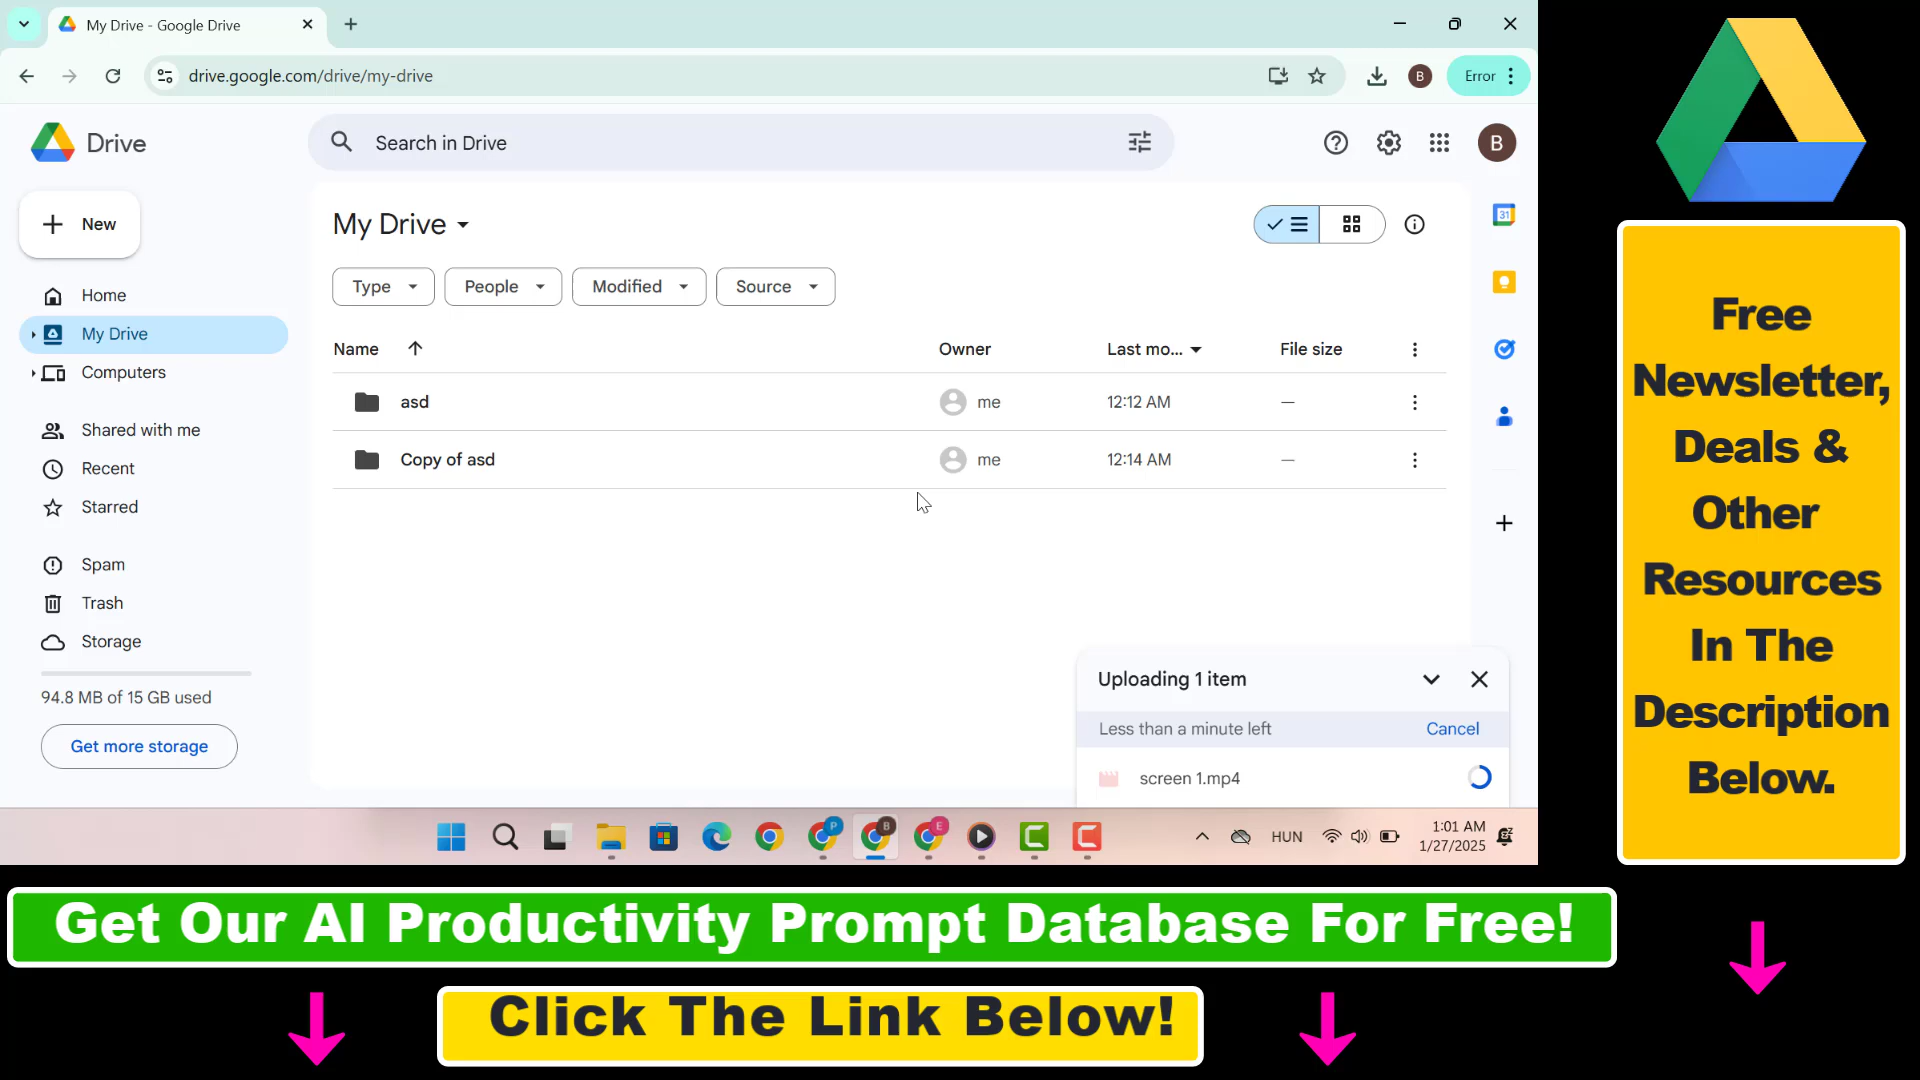 My Drive - Google Drive
drive.google.com/drive/my-drive
B
Error
Drive
Search in Drive
B
New
My Drive
31
Type
People
Modified
Source
Home
My Drive
Computers
Shared with me
Recent
Starred
Spam
Trash
Storage
94.8 MB of 15 GB used
Get more storage
Name
Owner
Last mo...
File size
asd
me
12:12 AM
—
Copy of asd
me
12:14 AM
—
Uploading 1 item
Less than a minute left
Cancel
screen 1.mp4
P
B
E
HUN
1:01 AM
1/27/2025
Free
Newsletter,
Deals &
Other
Resources
In The
Description
Below.
Get Our AI Productivity Prompt Database For Free!
Click The Link Below!